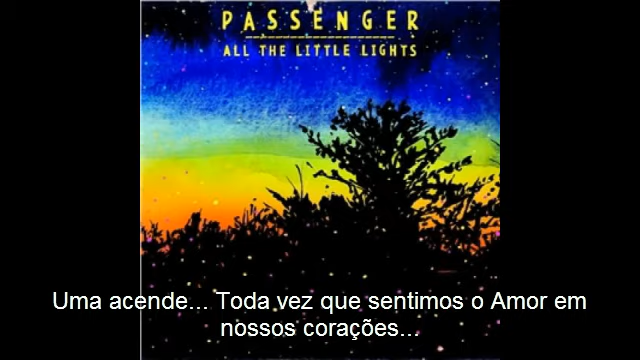 PASSENGER
ALL THE LITTLE LIGHTS
Uma acende... Toda vez que sentimos o Amor em
nossos corações...